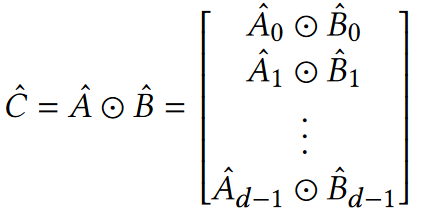 Ĉ = Â ⊙ B̂ = [ Â₀ ⊙ B̂₀
Â₁ ⊙ B̂₁
⋮
Â_{d−1} ⊙ B̂_{d−1} ]